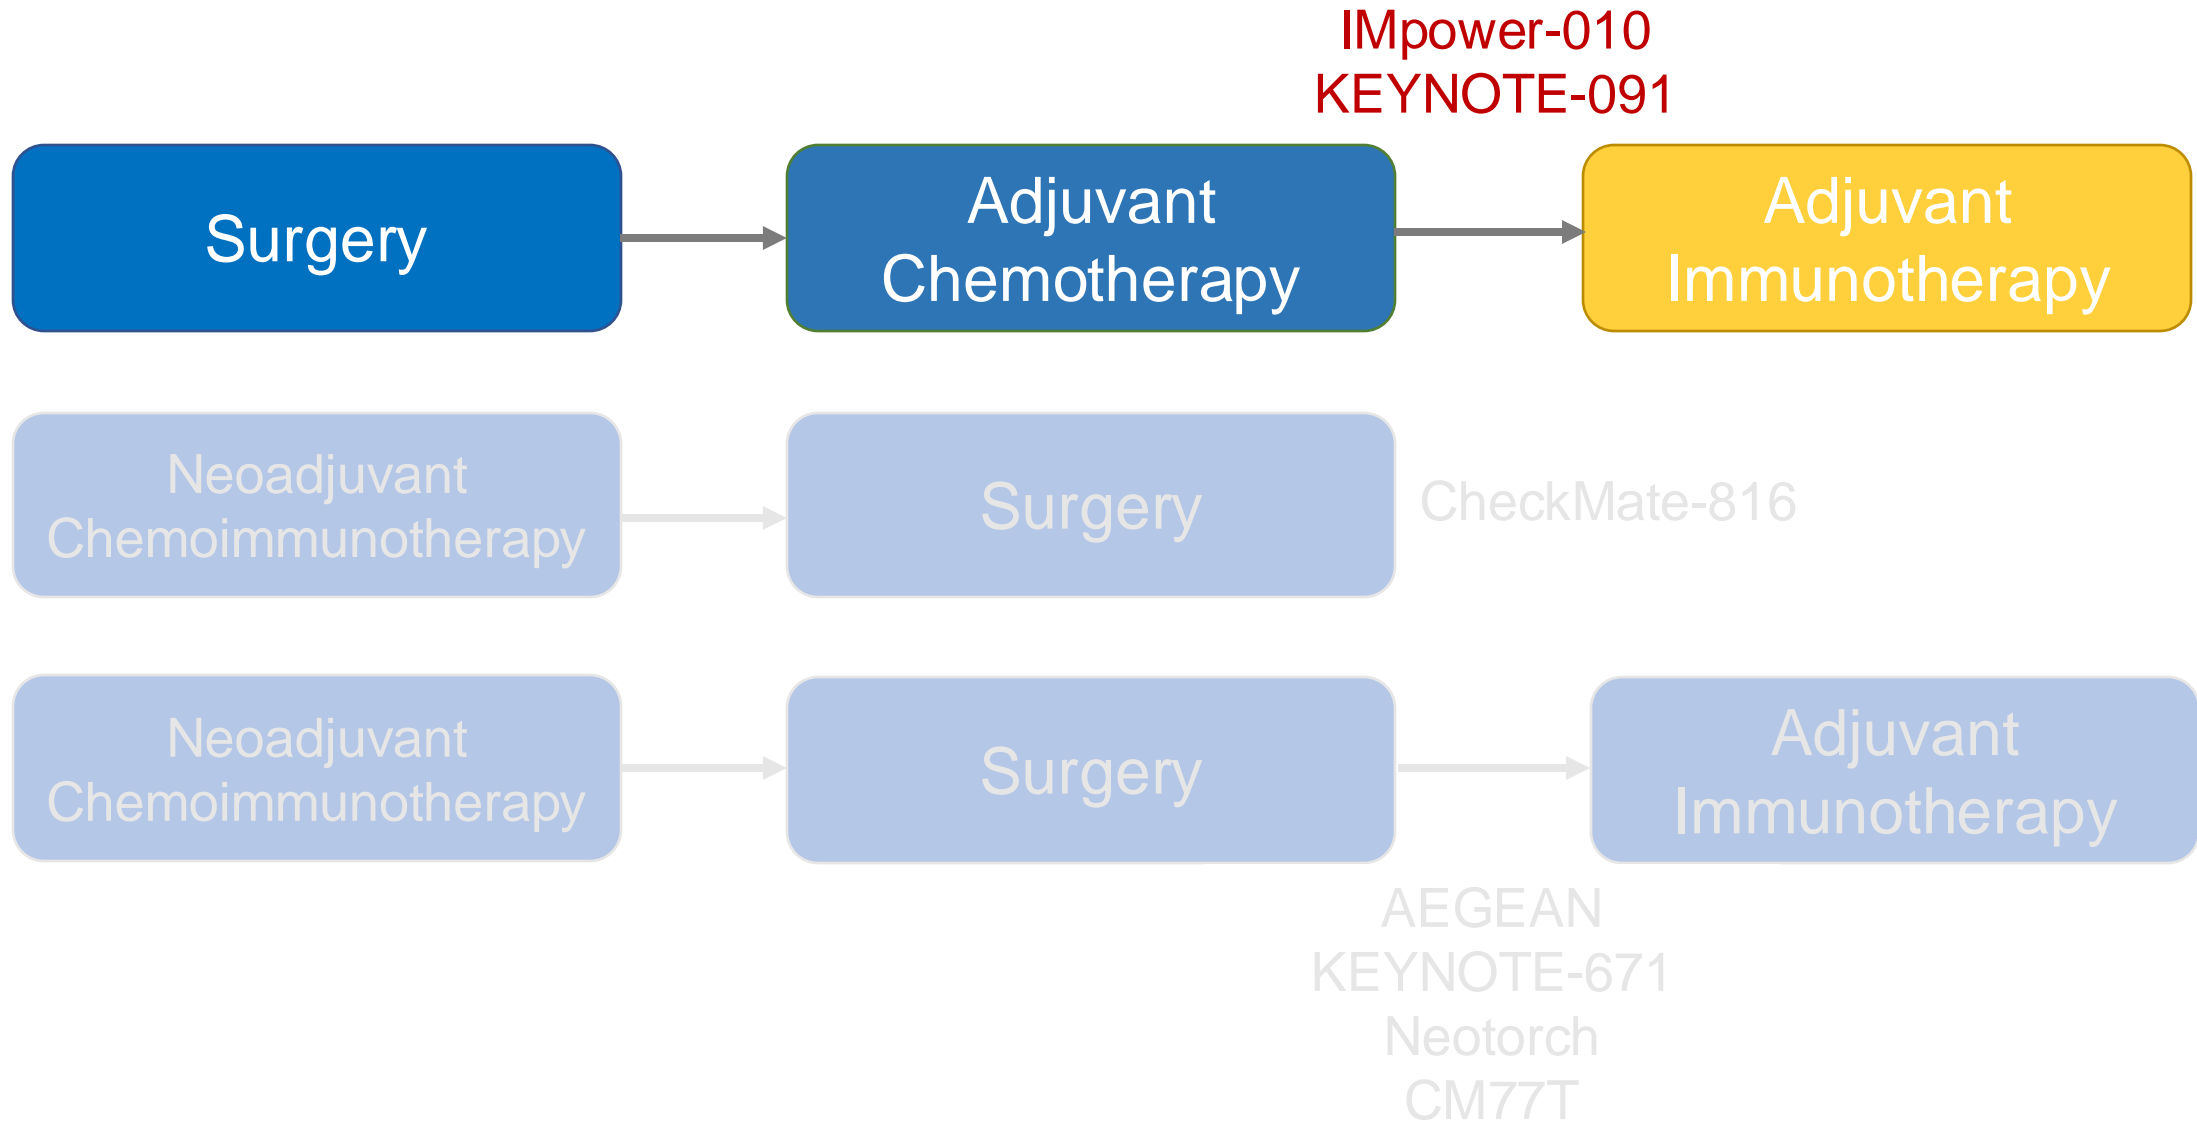 IMpower-010
KEYNOTE-091
Surgery
Adjuvant
Chemotherapy
Adjuvant
Immunotherapy
Neoadjuvant
Chemoimmunotherapy
Surgery
CheckMate-816
Neoadjuvant
Chemoimmunotherapy
Surgery
Adjuvant
Immunotherapy
AEGEAN
KEYNOTE-671
Neotorch
CM77T